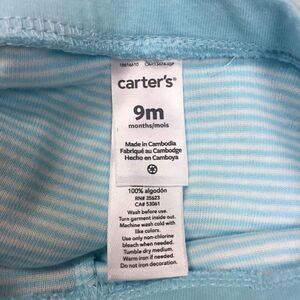 carter's®
9m
months/mois
Made in Cambodia
Fabriqué au Cambodge
Hecho en Camboya
100% algodón
RN# 35623
CA# 53061
Wash before use.
Turn garment inside out.
Machine wash cold with
like colors.
Use only non-chlorine
bleach when needed.
Tumble dry medium.
Warm iron if needed.
Do not iron decoration.